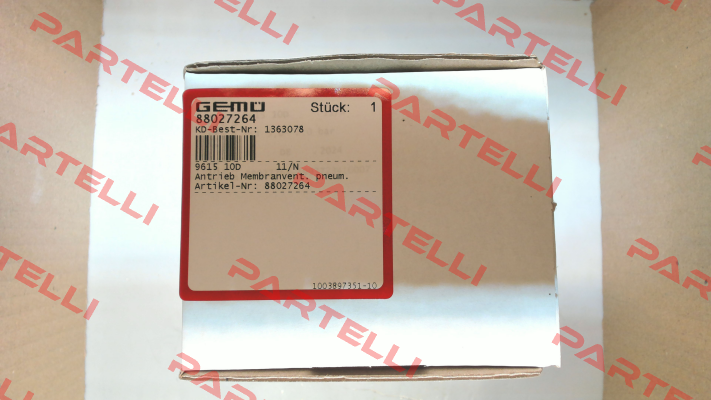 GEMÜ Stück: 1
88027264
KD-Best-Nr: 1363078
9615 10D 11/N
Antrieb Membranvent. pneum.
Artikel-Nr: 88027264
1003897351-10
PARTELLI
PARTELLI
PARTELLI
PARTELLI
PARTELLI
PARTELLI
PARTELLI
PARTELLI
PARTELLI
PARTELLI